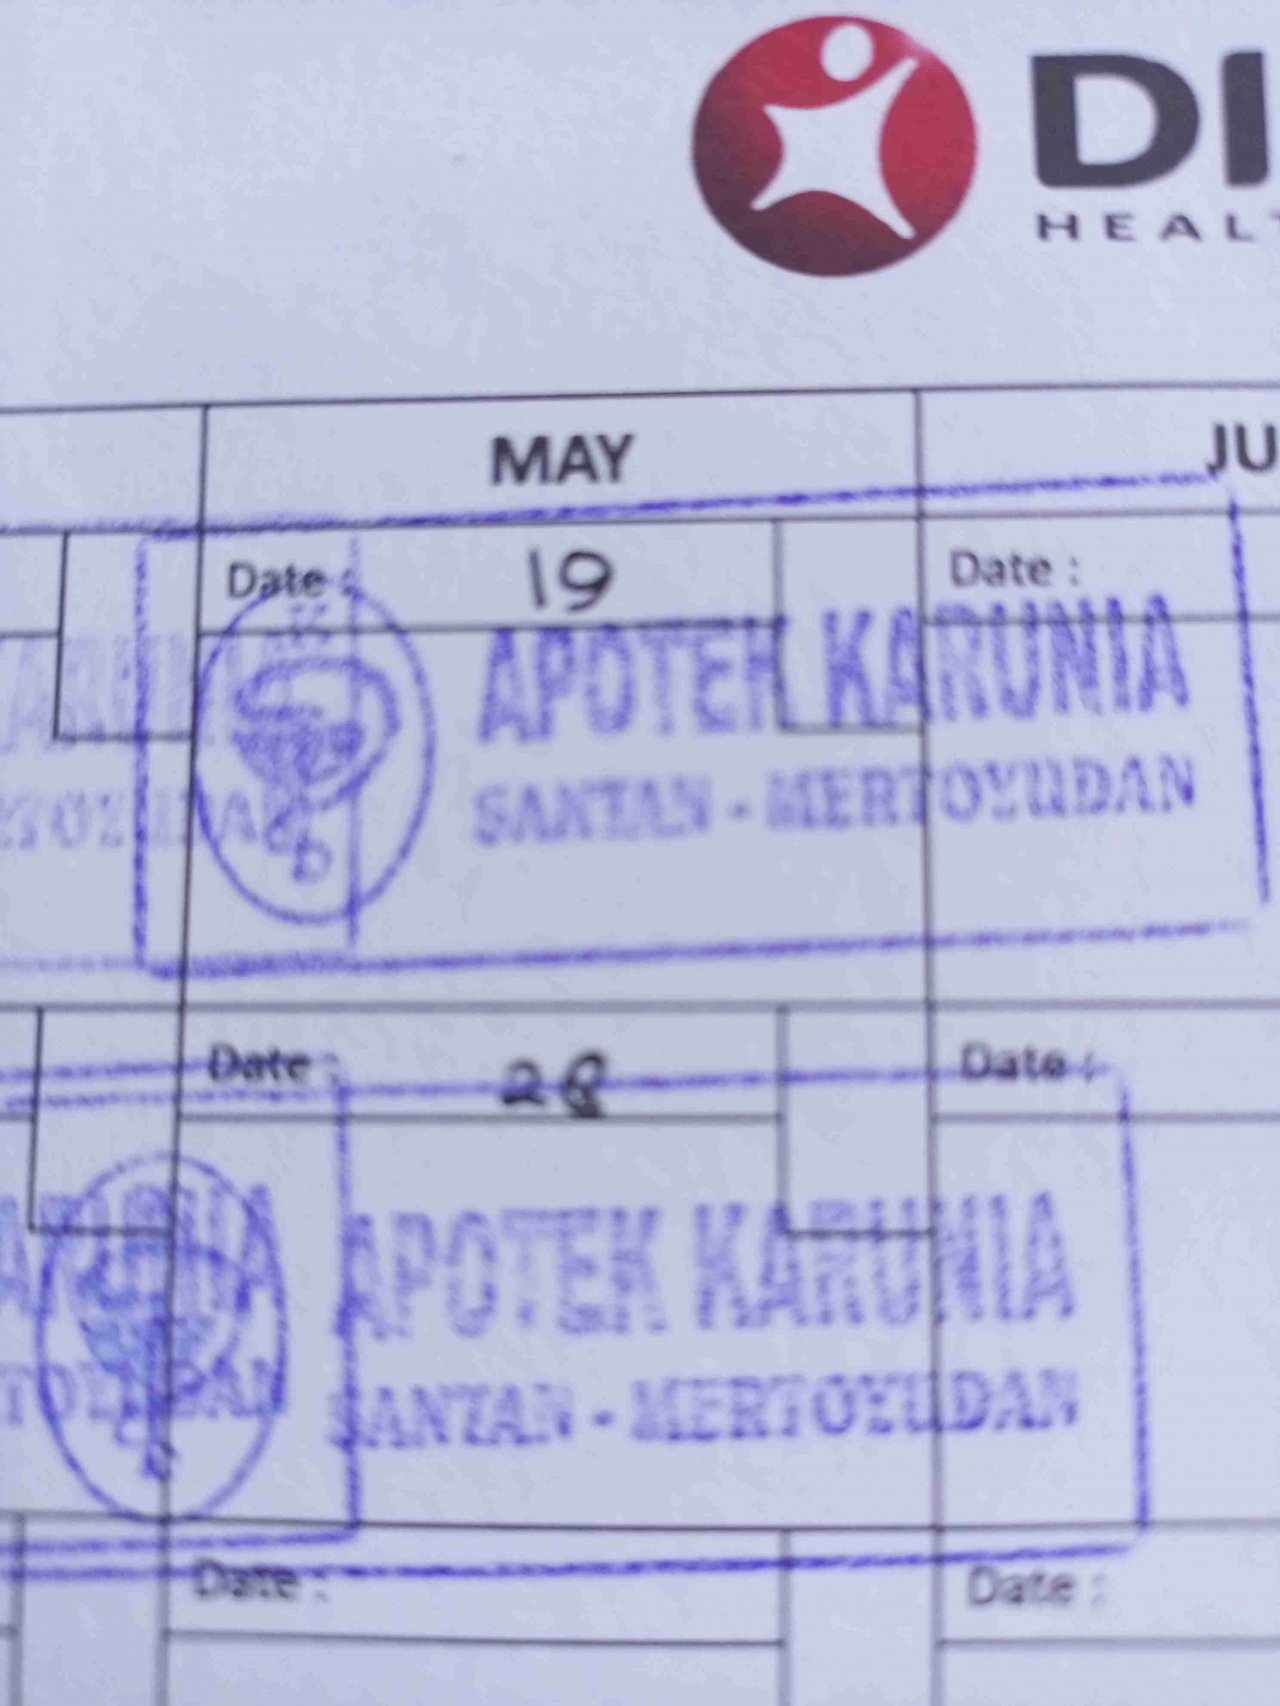 DI
HEALT
MAY
JU
Date : 19
Date :
APOTEK KARUNIA
SANTAN - MERTOYUDAN
Date : 28
Date :
APOTEK KARUNIA
SANTAN - MERTOYUDAN
Date :
Date :